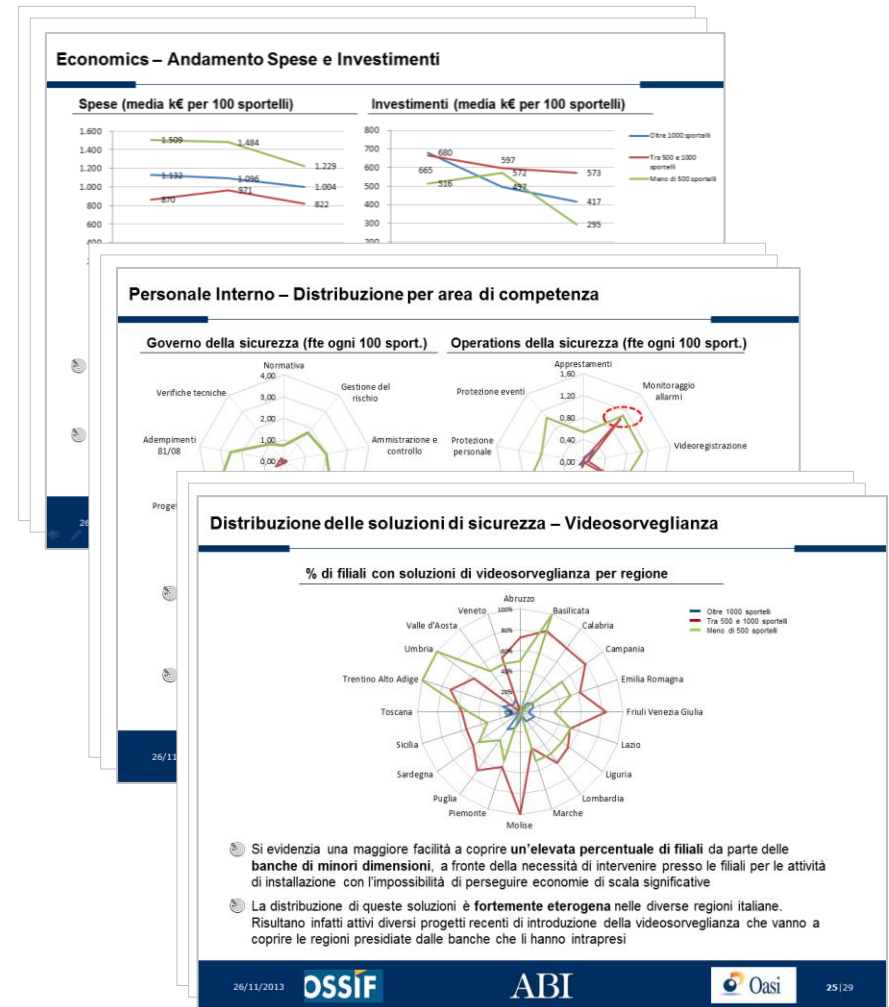 Economics – Andamento Spese e Investimenti
Spese (media k€ per 100 sportelli)
Investimenti (media k€ per 100 sportelli)
1.600
1.400
1.200
1.000
800
600
400
1.509
1.484
1.229
1.132
1.096
1.004
870
971
822
800
700
600
500
400
300
200
680
665
516
597
572
497
573
417
295
Oltre 1000 sportelli
Tra 500 e 1000
sportelli
Meno di 500 sportelli
26
Personale Interno – Distribuzione per area di competenza
Governo della sicurezza (fte ogni 100 sport.)
Operations della sicurezza (fte ogni 100 sport.)
Normativa
4,00
3,00
2,00
1,00
0,00
Verifiche tecniche
Gestione del
rischio
Adempimenti
81/08
Amministrazione e
controllo
Proget
Apprestamenti
1,60
1,20
0,80
0,40
0,00
Protezione eventi
Monitoraggio
allarmi
Protezione
personale
Videoregistrazione
26/11
Distribuzione delle soluzioni di sicurezza – Videosorveglianza
% di filiali con soluzioni di videosorveglianza per regione
Abruzzo
Veneto
100%
Basilicata
Valle d'Aosta
80%
Calabria
Umbria
60%
Campania
40%
Trentino Alto Adige
20%
Emilia Romagna
Toscana
Friuli Venezia Giulia
Sicilia
Lazio
Sardegna
Liguria
Puglia
Lombardia
Piemonte
Marche
Molise
Oltre 1000 sportelli
Tra 500 e 1000 sportelli
Meno di 500 sportelli
Si evidenzia una maggiore facilità a coprire un'elevata percentuale di filiali da parte delle
banche di minori dimensioni, a fronte della necessità di intervenire presso le filiali per le attività
di installazione con l'impossibilità di perseguire economie di scala significative
La distribuzione di queste soluzioni è fortemente eterogena nelle diverse regioni italiane.
Risultano infatti attivi diversi progetti recenti di introduzione della videosorveglianza che vanno a
coprire le regioni presidiate dalle banche che li hanno intrapresi
26/11/2013
OSSIF
ABI
Oasi
25|29